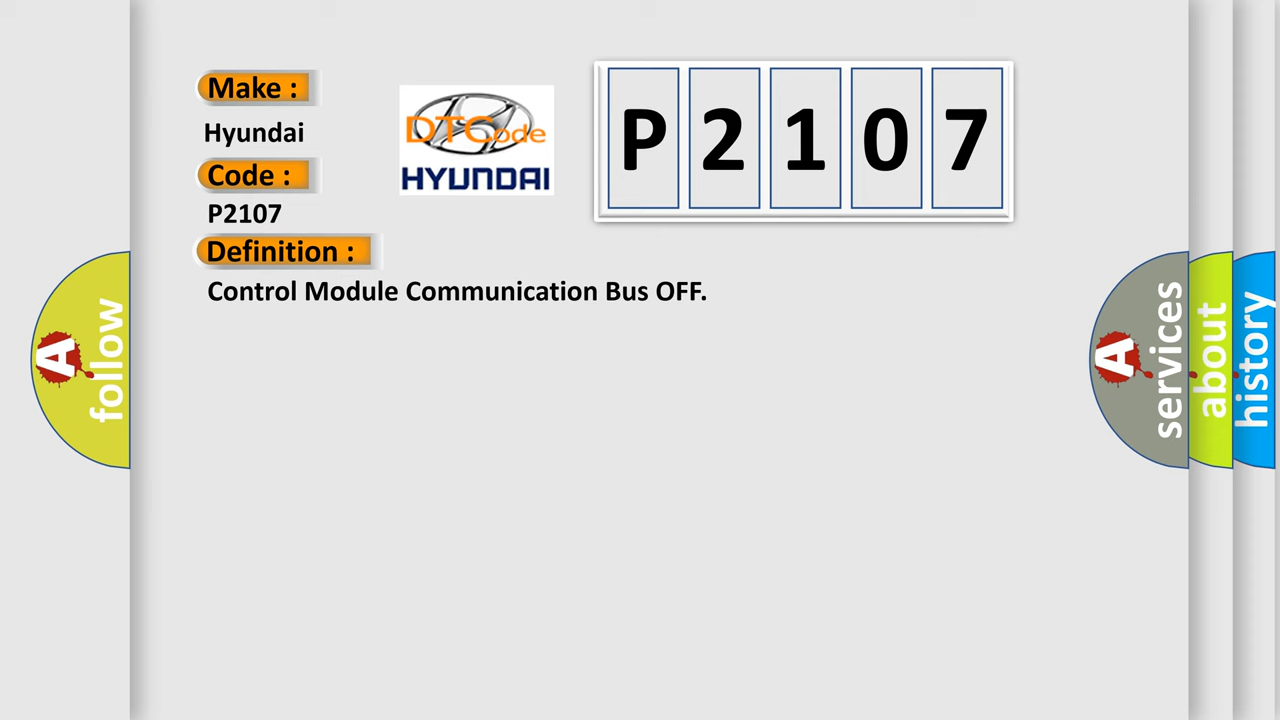 Make :
Hyundai
Code :
P2107
Definition :
Control Module Communication Bus OFF.
DTCode
HYUNDAI
P 2 1 0 7
A
follow
A
services
about
history